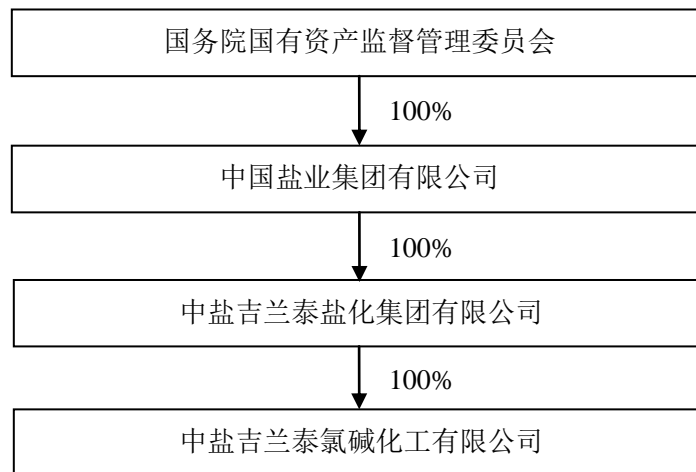 国务院国有资产监督管理委员会
100%
中国盐业集团有限公司
100%
中盐吉兰泰盐化集团有限公司
100%
中盐吉兰泰氯碱化工有限公司